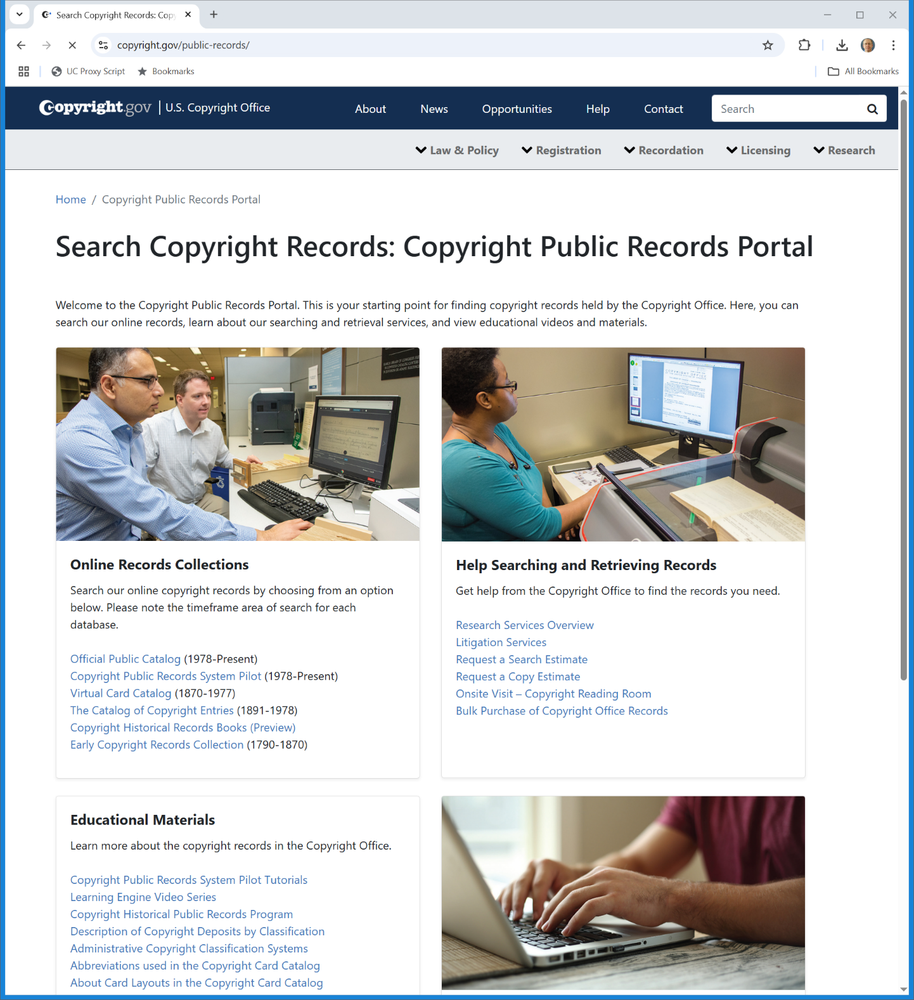 Search Copyright Records: Cop
copyright.gov/public-records/
UC Proxy Script
Bookmarks
All Bookmarks
Copyright.gov | U.S. Copyright Office
About
News
Opportunities
Help
Contact
Search
Law & Policy
Registration
Recordation
Licensing
Research
Home / Copyright Public Records Portal
Search Copyright Records: Copyright Public Records Portal
Welcome to the Copyright Public Records Portal. This is your starting point for finding copyright records held by the Copyright Office. Here, you can
search our online records, learn about our searching and retrieval services, and view educational videos and materials.
COPYRIGHT OFFICE
Online Records Collections
Search our online copyright records by choosing from an option
below. Please note the timeframe area of search for each
database.
Official Public Catalog (1978-Present)
Copyright Public Records System Pilot (1978-Present)
Virtual Card Catalog (1870-1977)
The Catalog of Copyright Entries (1891-1978)
Copyright Historical Records Books (Preview)
Early Copyright Records Collection (1790-1870)
Help Searching and Retrieving Records
Get help from the Copyright Office to find the records you need.
Research Services Overview
Litigation Services
Request a Search Estimate
Request a Copy Estimate
Onsite Visit – Copyright Reading Room
Bulk Purchase of Copyright Office Records
Educational Materials
Learn more about the copyright records in the Copyright Office.
Copyright Public Records System Pilot Tutorials
Learning Engine Video Series
Copyright Historical Public Records Program
Description of Copyright Deposits by Classification
Administrative Copyright Classification Systems
Abbreviations used in the Copyright Card Catalog
About Card Layouts in the Copyright Card Catalog